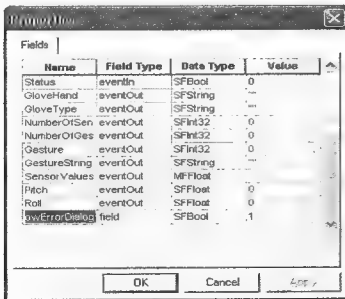 Properties
Fields
Name Field Type Data Type Value
Status eventIn SFBool 0
GloveHand eventOut SFString ""
GloveType eventOut SFString ""
NumberOfSen eventOut SFInt32 0
NumberOfGes eventOut SFInt32 0
Gesture eventOut SFInt32 0
GestureString eventOut SFString ""
SensorValues eventOut MFFloat
Pitch eventOut SFFloat 0
Roll eventOut SFFloat 0
owErrorDialog field SFBool 1
OK Cancel Apply